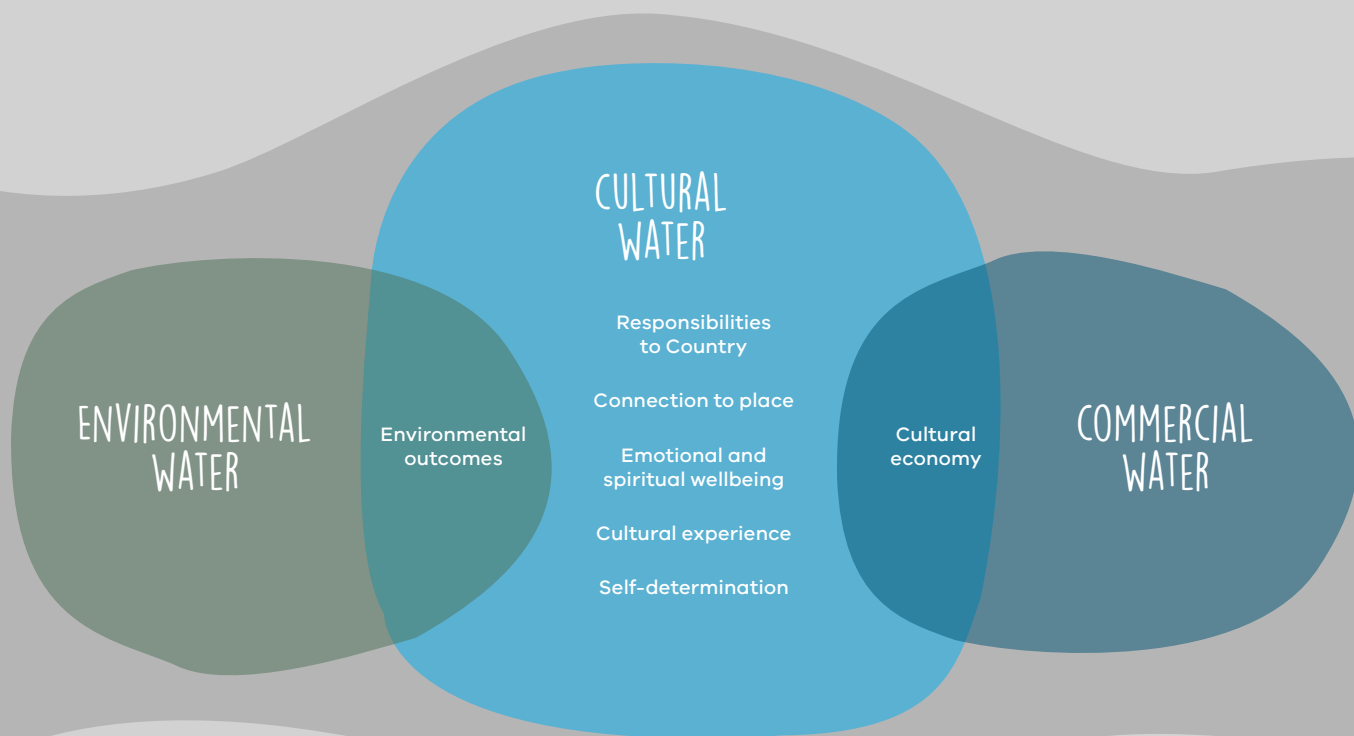 CULTURAL
WATER
Responsibilities
to Country
Connection to place
Emotional and
spiritual wellbeing
Cultural experience
Self-determination
ENVIRONMENTAL
WATER
Environmental
outcomes
Cultural
economy
COMMERCIAL
WATER